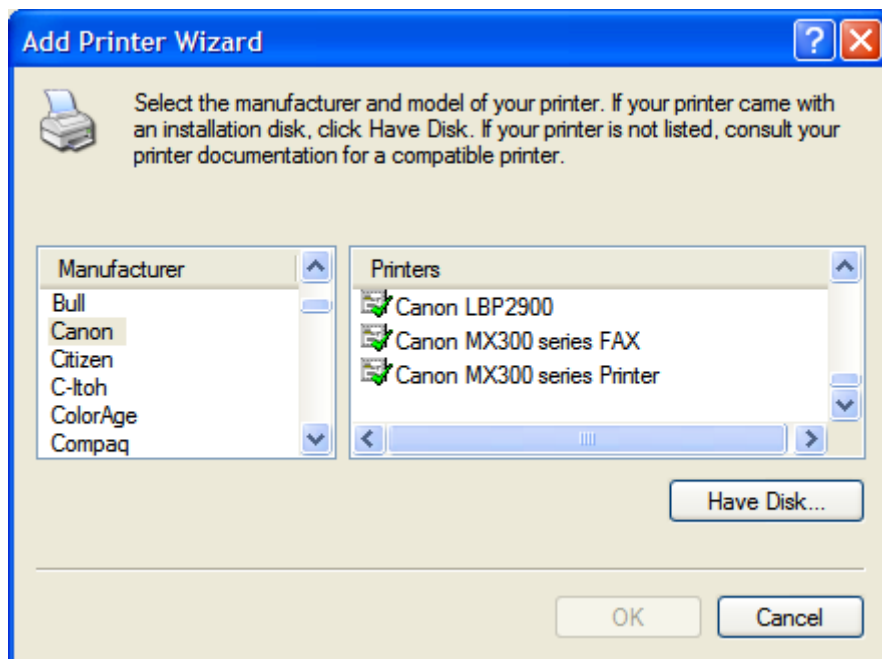 Add Printer Wizard
Select the manufacturer and model of your printer. If your printer came with
an installation disk, click Have Disk. If your printer is not listed, consult your
printer documentation for a compatible printer.
Manufacturer
Bull
Canon
Citizen
C-Itoh
ColorAge
Compaq
Printers
Canon LBP2900
Canon MX300 series FAX
Canon MX300 series Printer
Have Disk...
OK
Cancel